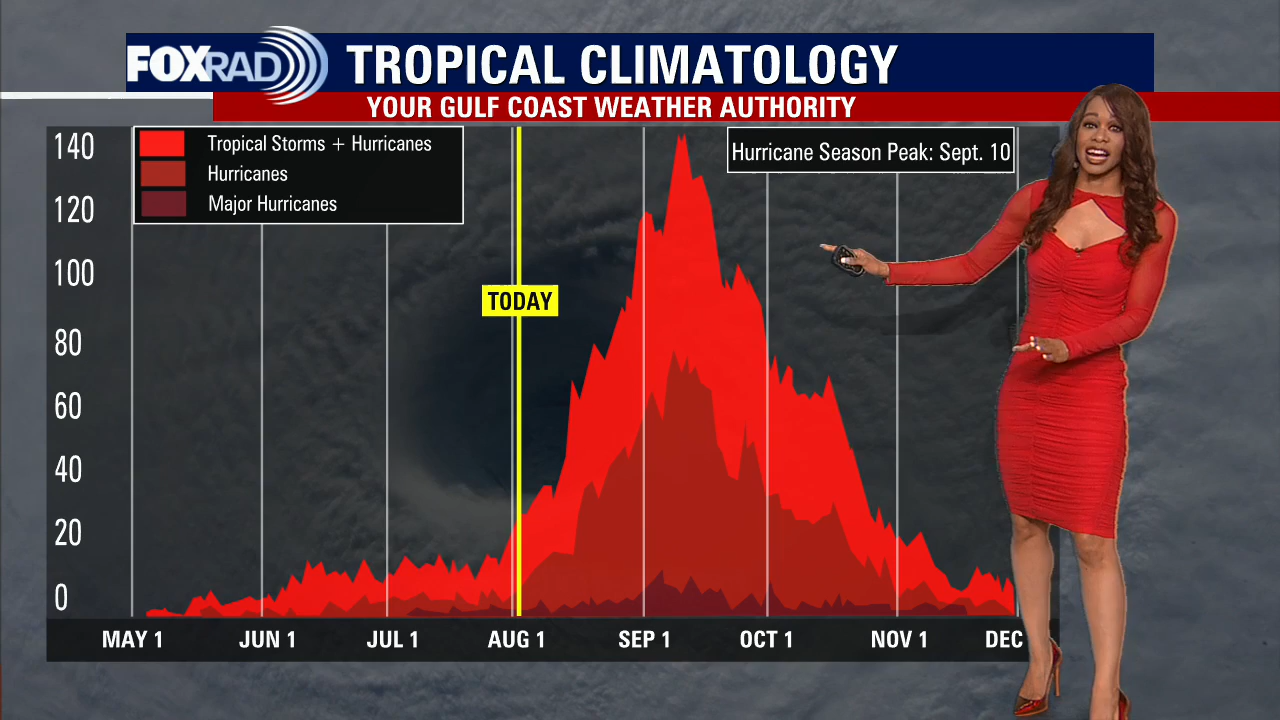 FOXRAD
TROPICAL CLIMATOLOGY
YOUR GULF COAST WEATHER AUTHORITY
Tropical Storms + Hurricanes
Hurricanes
Major Hurricanes
Hurricane Season Peak: Sept. 10
TODAY
140
120
100
80
60
40
20
0
MAY 1 JUN 1 JUL 1 AUG 1 SEP 1 OCT 1 NOV 1 DEC